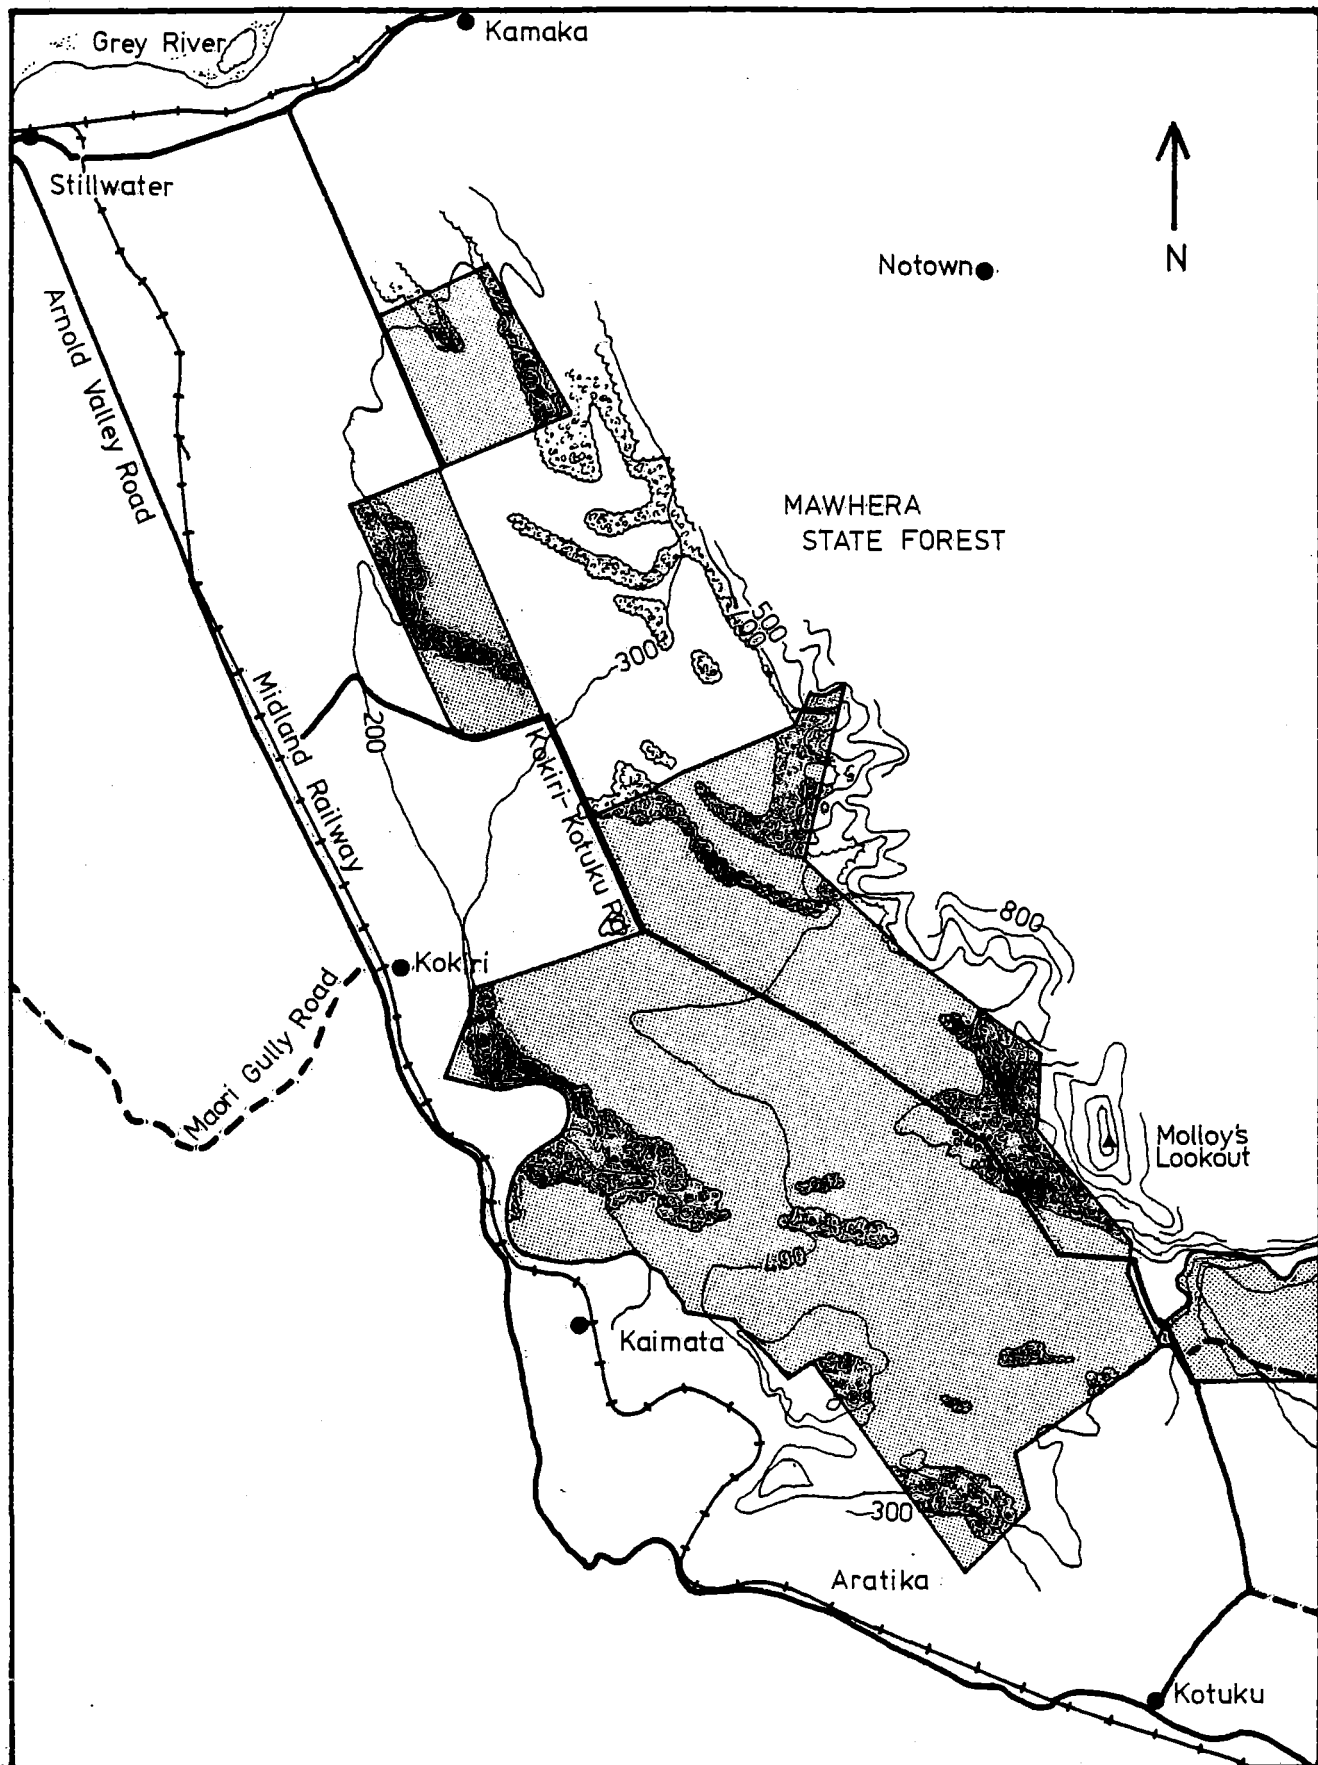 Kamaka
Grey River
Stillwater
N
Notown
Arnold Valley Road
MAWHERA
STATE FOREST
500
400
300
200
Midland Railway
Kokiri-Kotuku Rd
800
Kokiri
Maori Gully Road
Molloy's
Lookout
400
Kaimata
300
Aratika
Kotuku